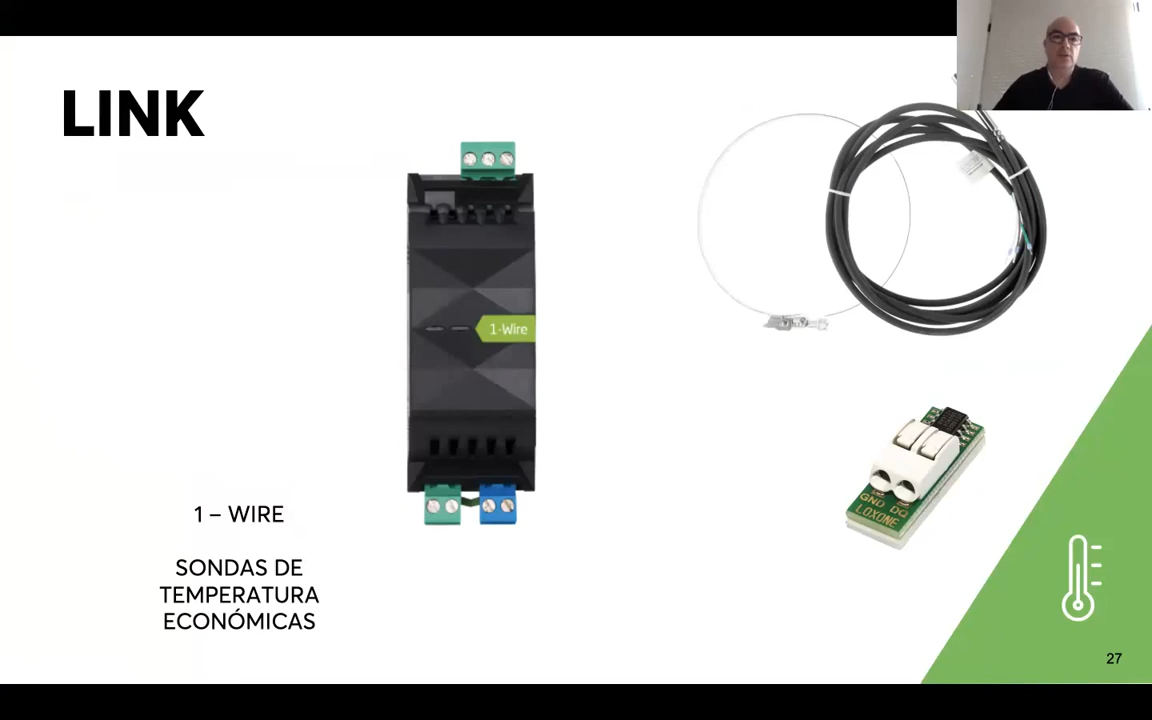 LINK
1-Wire
GND DQ
LOXONE
1 – WIRE
SONDAS DE
TEMPERATURA
ECONÓMICAS
27